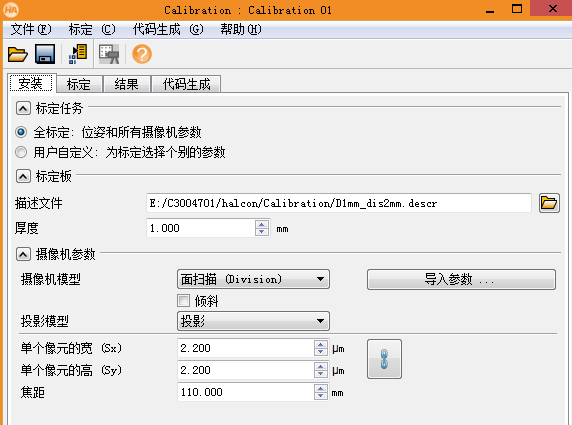 HA Calibration : Calibration 01
文件(F) 标定 (C) 代码生成 (G) 帮助(H)
安装 标定 结果 代码生成
标定任务
全标定: 位姿和所有摄像机参数
用户自定义: 为标定选择个别的参数
标定板
描述文件 E:/C3004701/halcon/Calibration/D1mm_dis2mm.descr
厚度 1.000 mm
摄像机参数
摄像机模型 面扫描 (Division) 导入参数 ...
倾斜
投影模型 投影
单个像元的宽 (Sx) 2.200 μm
单个像元的高 (Sy) 2.200 μm
焦距 110.000 mm